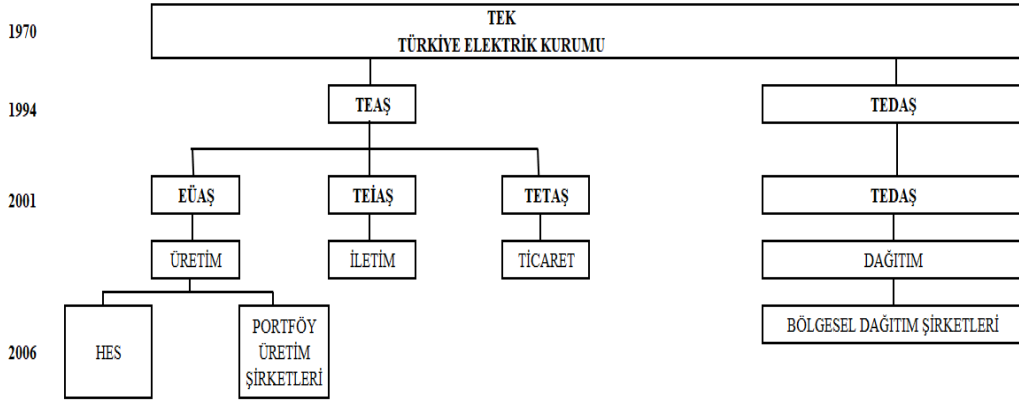 1970
TEK
TÜRKİYE ELEKTRİK KURUMU
1994
TEAŞ
TEDAŞ
2001
EÜAŞ
TEİAŞ
TETAŞ
TEDAŞ
ÜRETİM
İLETİM
TİCARET
DAĞITIM
2006
HES
PORTFÖY
ÜRETİM
ŞİRKETLERİ
BÖLGESEL DAĞITIM ŞİRKETLERİ